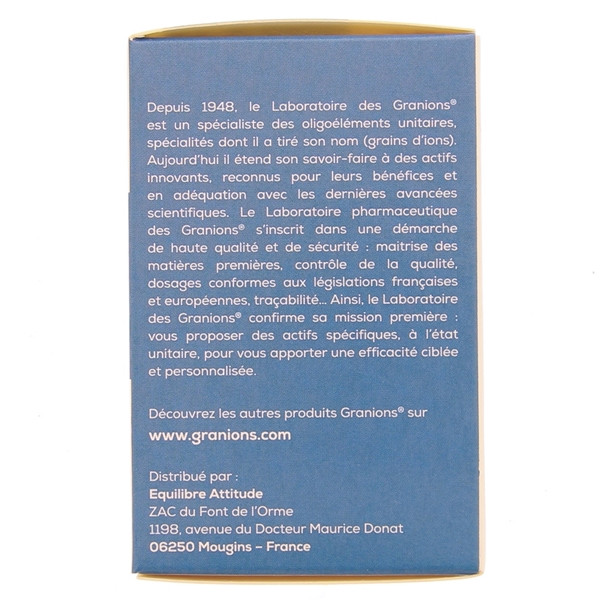 Depuis 1948, le Laboratoire des Granions®
est un spécialiste des oligoéléments unitaires,
spécialités dont il a tiré son nom (grains d’ions).
Aujourd’hui il étend son savoir-faire à des actifs
innovants, reconnus pour leurs bénéfices et
en adéquation avec les dernières avancées
scientifiques. Le Laboratoire pharmaceutique
des Granions® s’inscrit dans une démarche
de haute qualité et de sécurité : maitrise des
matières premières, contrôle de la qualité,
dosages conformes aux législations françaises
et européennes, traçabilité... Ainsi, le Laboratoire
des Granions® confirme sa mission première :
vous proposer des actifs spécifiques, à l’état
unitaire, pour vous apporter une efficacité ciblée
et personnalisée.
Découvrez les autres produits Granions® sur
www.granions.com
Distribué par :
Equilibre Attitude
ZAC du Font de l’Orme
1198, avenue du Docteur Maurice Donat
06250 Mougins – France